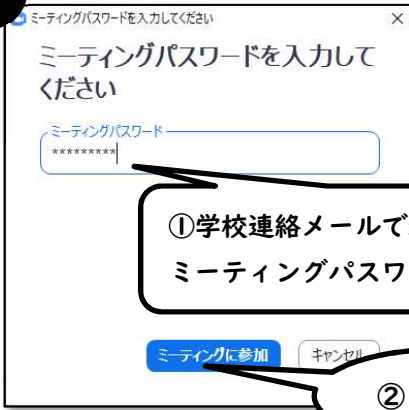 ミーティングパスワードを入力してください
ミーティングパスワードを入力して
ください
ミーティングパスワード
*********
①学校連絡メールで
ミーティングパスワ
ミーティングに参加
キャンセル
②